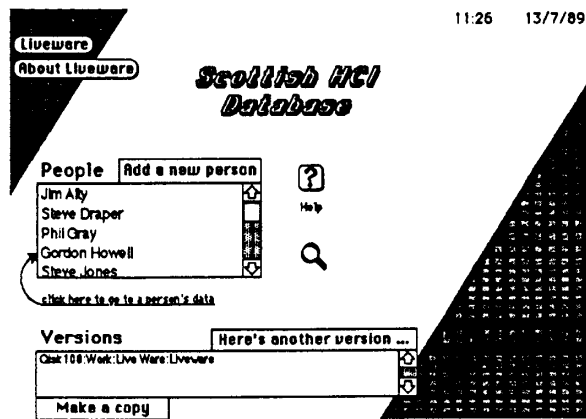 11:26 13/7/89
Liveware
About Liveware
Scottish HCI
Database
People Add a new person
Jim Alty
Steve Draper
Phil Gray
Gordon Howell
Steve Jones
Help
click here to go to a person's data
Versions Here's another version ...
Disk 100:Work:Live Ware:Liveware
Make a copy